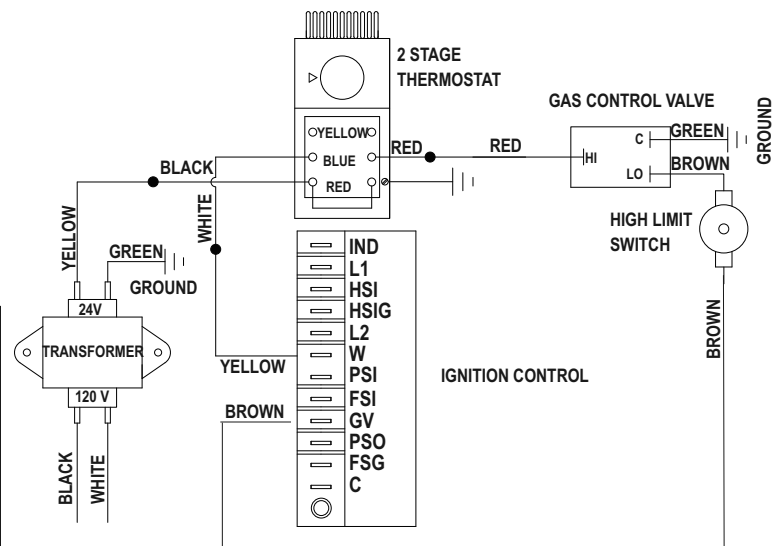 2 STAGE
THERMOSTAT
GAS CONTROL VALVE
YELLOW
BLUE
RED
RED
RED
HI
C
LO
GREEN
GROUND
BROWN
HIGH LIMIT
SWITCH
BROWN
BLACK
WHITE
YELLOW
GREEN
GROUND
24V
TRANSFORMER
120 V
BLACK
WHITE
YELLOW
BROWN
IND
L1
HSI
HSIG
L2
W
PSI
FSI
GV
PSO
FSG
C
IGNITION CONTROL